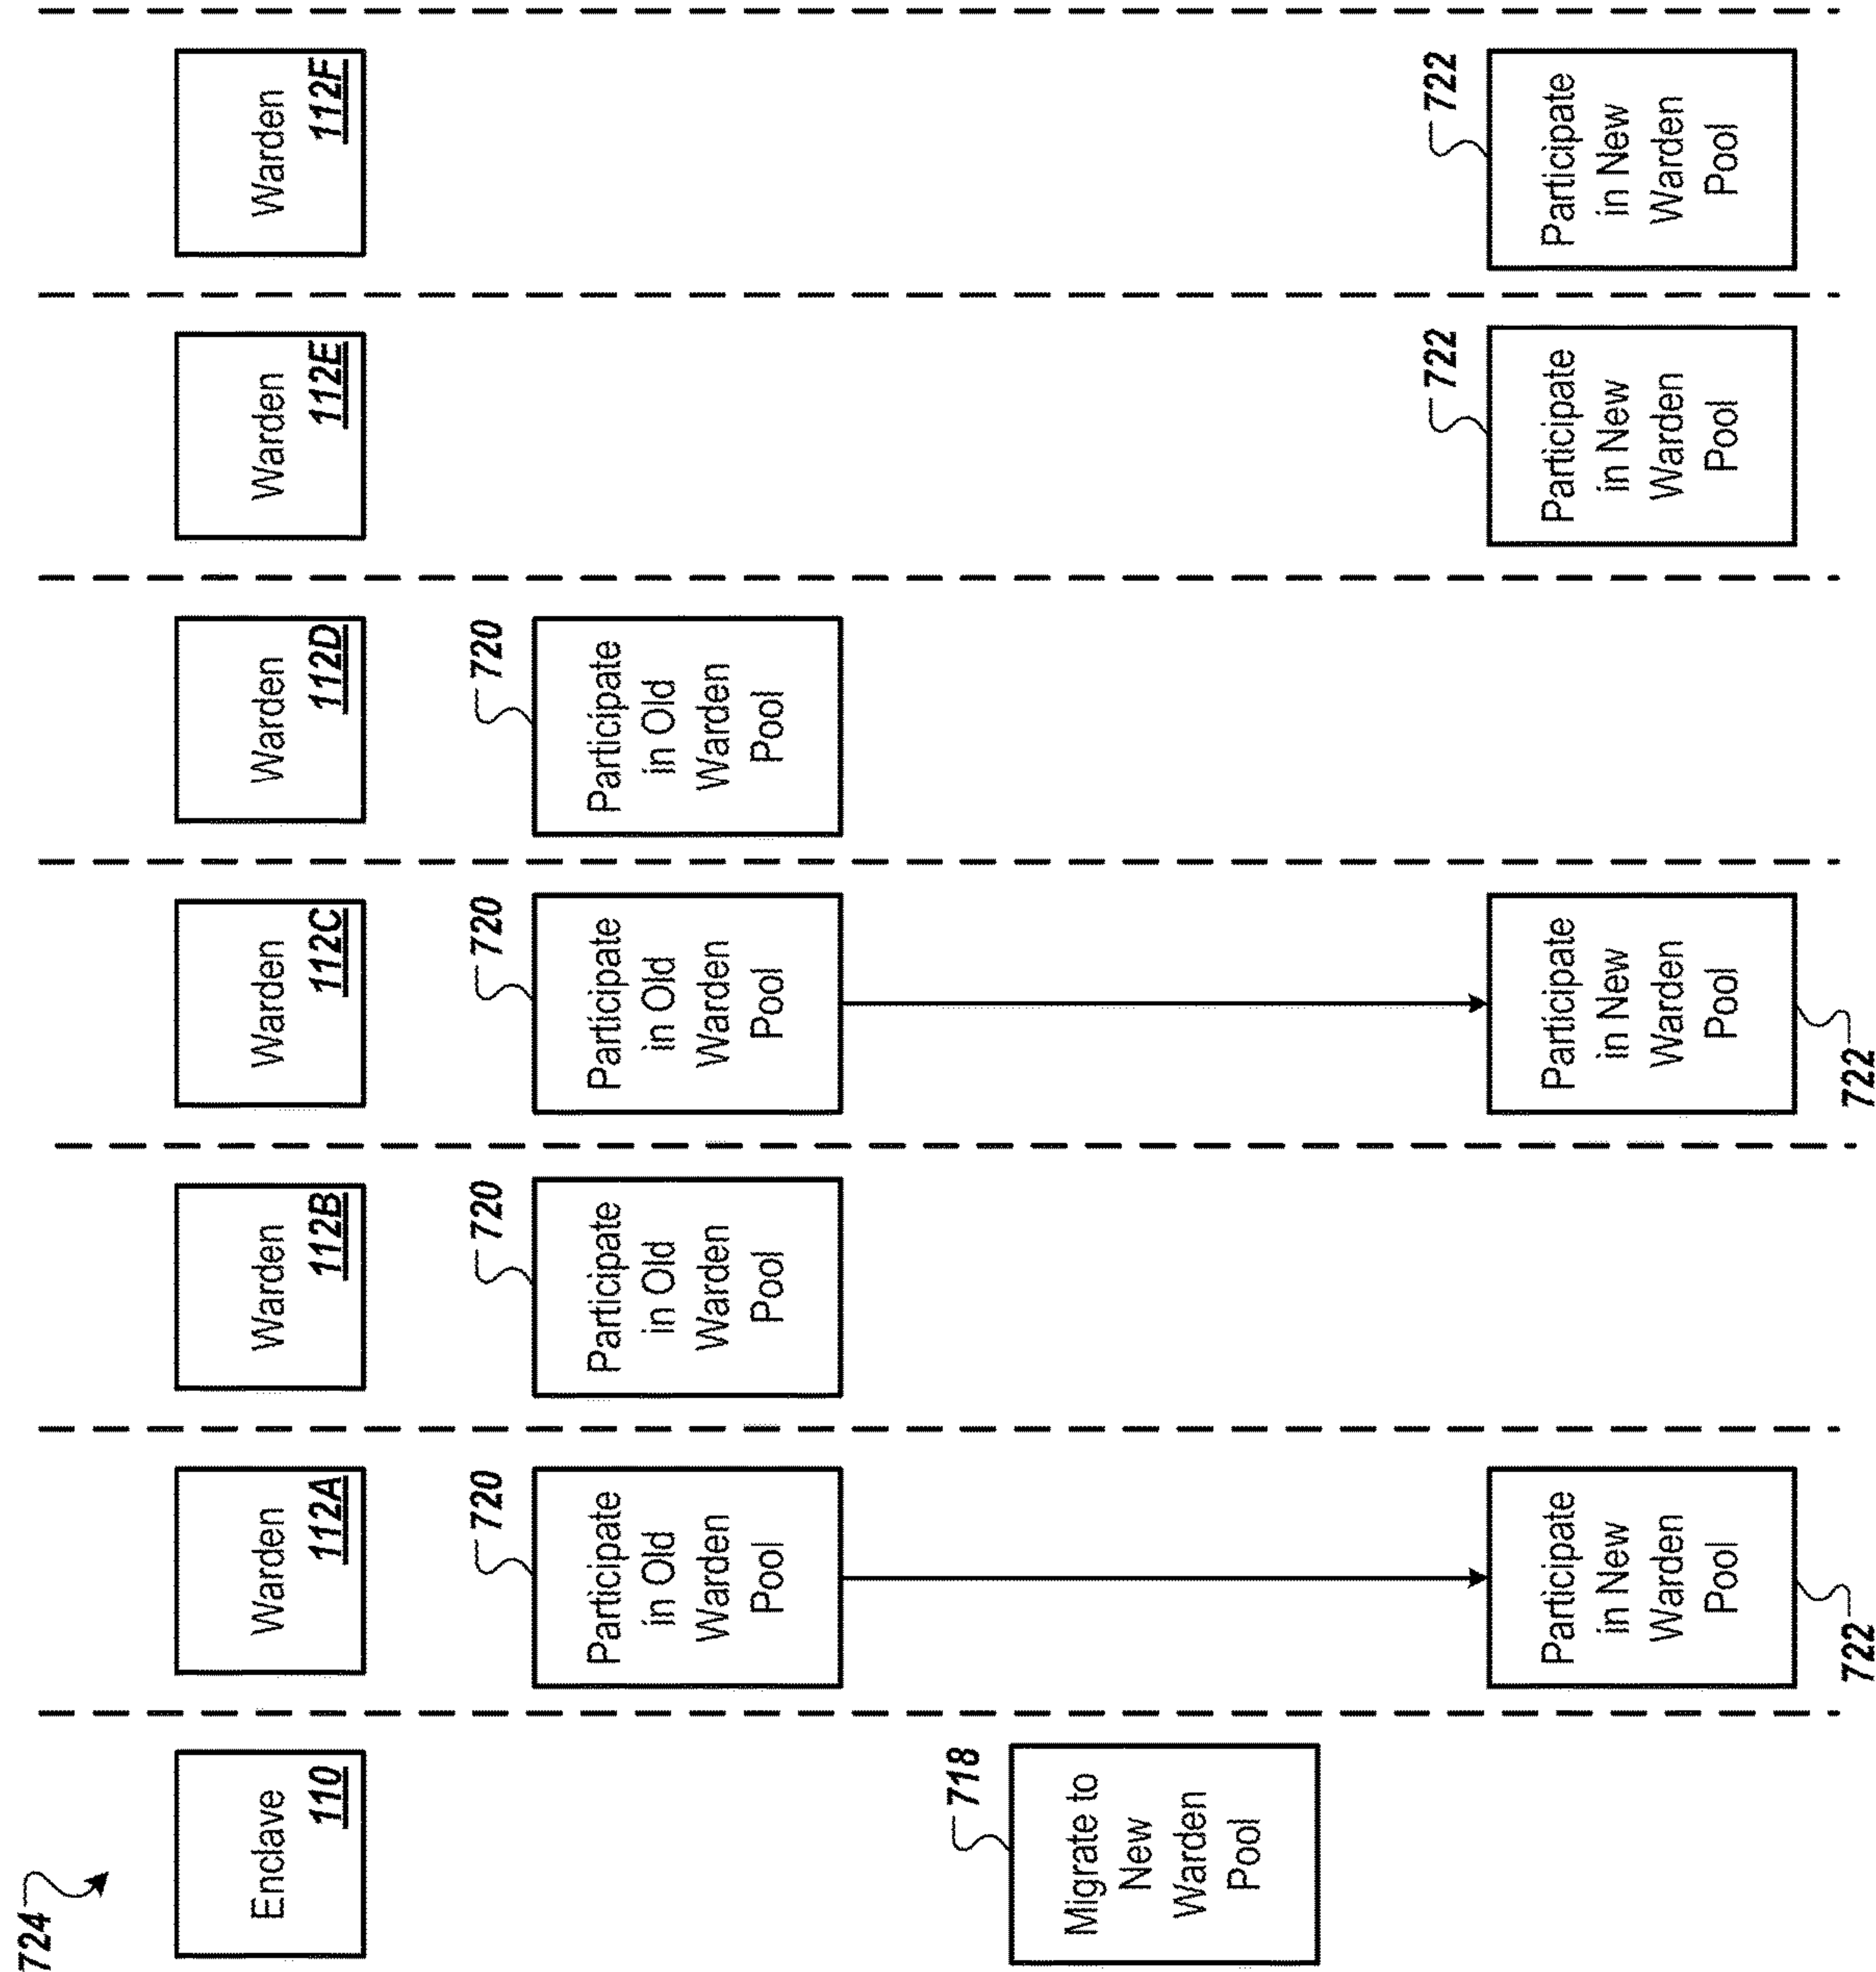 724
Enclave
110
Warden
112A
Warden
112B
Warden
112C
Warden
112D
Warden
112E
Warden
112F
720
Participate
in Old
Warden
Pool
720
Participate
in Old
Warden
Pool
720
Participate
in Old
Warden
Pool
720
Participate
in Old
Warden
Pool
718
Migrate to
New
Warden
Pool
Participate
in New
Warden
Pool
722
Participate
in New
Warden
Pool
722
722
Participate
in New
Warden
Pool
722
Participate
in New
Warden
Pool